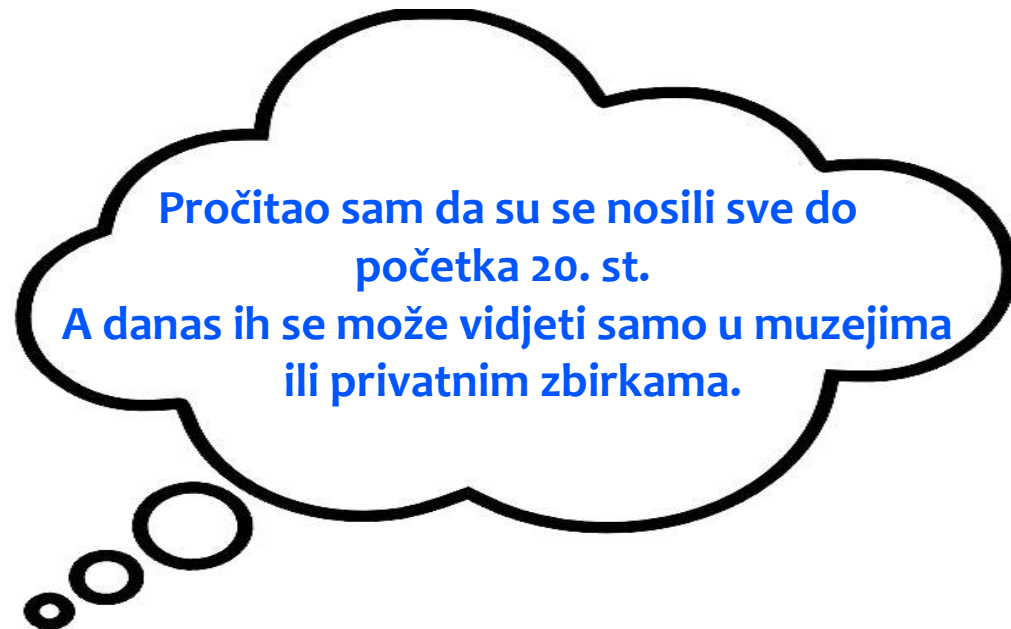 Pročitao sam da su se nosili sve do
početka 20. st.
A danas ih se može vidjeti samo u muzejima
ili privatnim zbirkama.